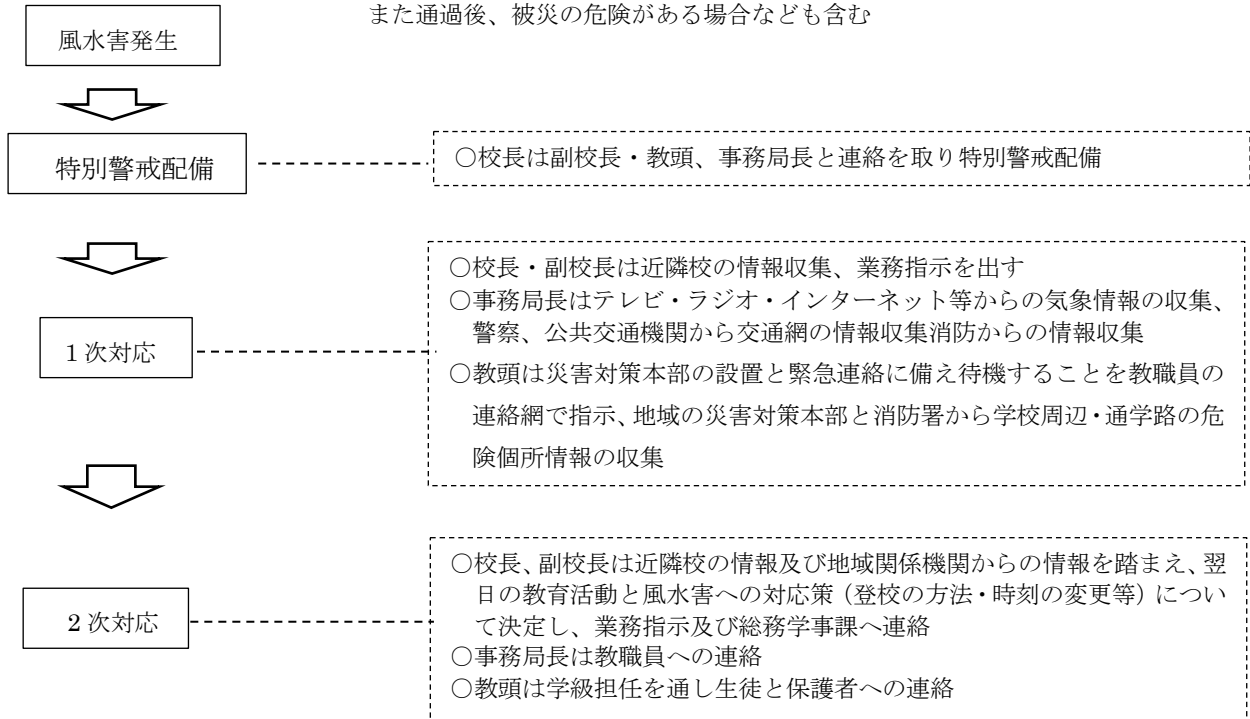 また通過後、被災の危険がある場合なども含む
風水害発生
特別警戒配備
〇校長は副校長・教頭、事務局長と連絡を取り特別警戒配備
1次対応
〇校長・副校長は近隣校の情報収集、業務指示を出す
〇事務局長はテレビ・ラジオ・インターネット等からの気象情報の収集、
警察、公共交通機関から交通網の情報収集消防からの情報収集
〇教頭は災害対策本部の設置と緊急連絡に備え待機することを教職員の
連絡網で指示、地域の災害対策本部と消防署から学校周辺・通学路の危
険個所情報の収集
2次対応
〇校長、副校長は近隣校の情報及び地域関係機関からの情報を踏まえ、翌
日の教育活動と風水害への対応策（登校の方法・時刻の変更等）につい
て決定し、業務指示及び総務学事課へ連絡
〇事務局長は教職員への連絡
〇教頭は学級担任を通し生徒と保護者への連絡